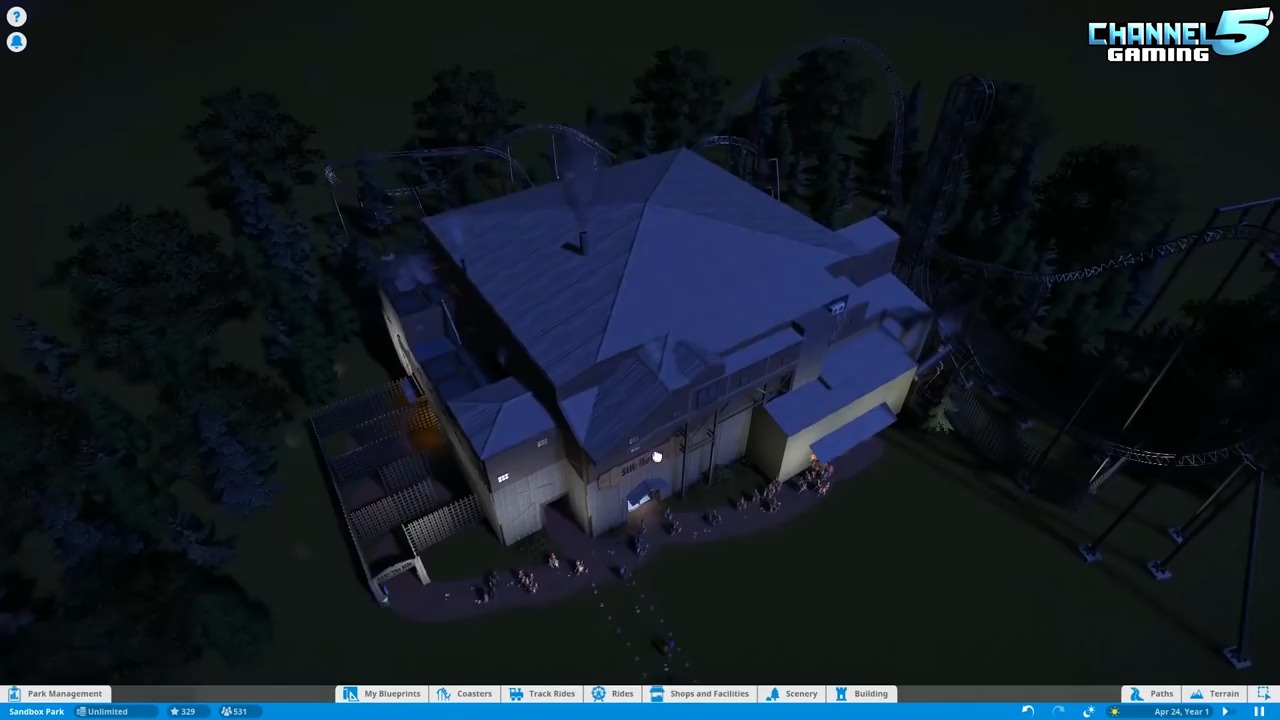 ?
CHANNEL 5
GAMING
Park Management
My Blueprints
Coasters
Track Rides
Rides
Shops and Facilities
Scenery
Building
Paths
Terrain
Sandbox Park
Unlimited
329
531
Apr 24, Year 1